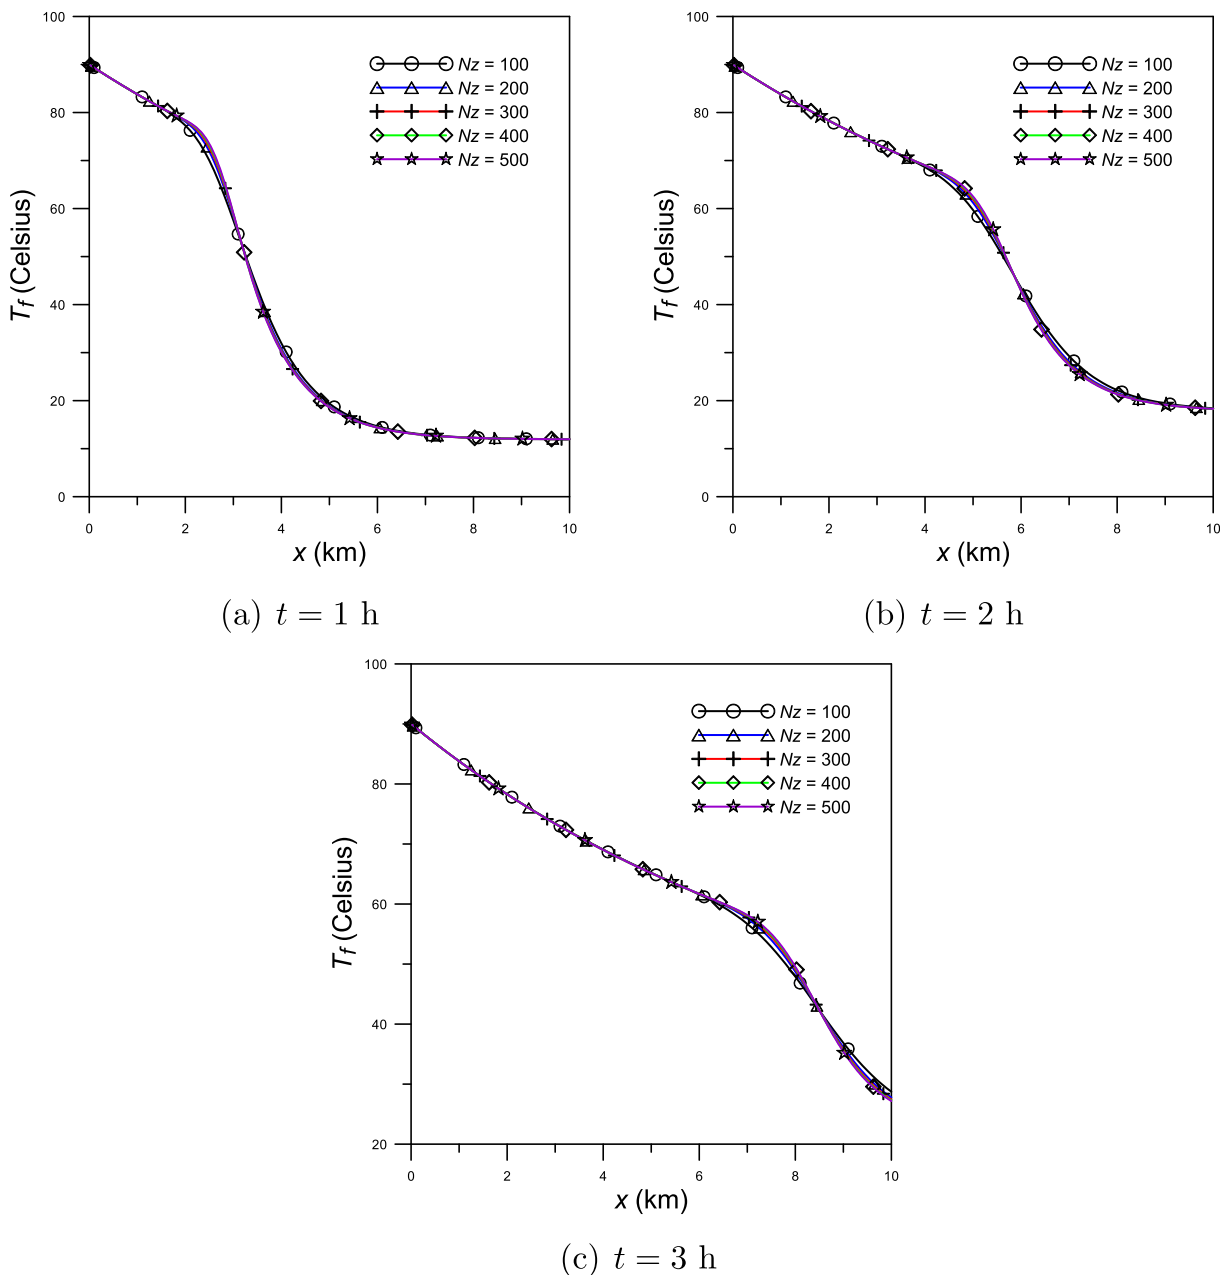 100
80
60
40
20
0
T_f (Celsius)
0 2 4 6 8 10
x (km)
Nz = 100
Nz = 200
Nz = 300
Nz = 400
Nz = 500
(a) t = 1 h
100
80
60
40
20
0
T_f (Celsius)
0 2 4 6 8 10
x (km)
Nz = 100
Nz = 200
Nz = 300
Nz = 400
Nz = 500
(b) t = 2 h
100
80
60
40
20
T_f (Celsius)
0 2 4 6 8 10
x (km)
Nz = 100
Nz = 200
Nz = 300
Nz = 400
Nz = 500
(c) t = 3 h